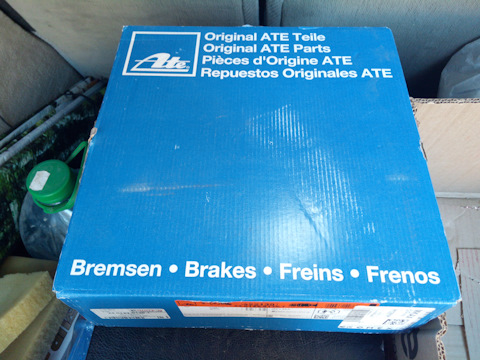 Ate
Original ATE Teile
Original ATE Parts
Pièces d'Origine ATE
Repuestos Originales ATE
Bremsen • Brakes • Freins • Frenos